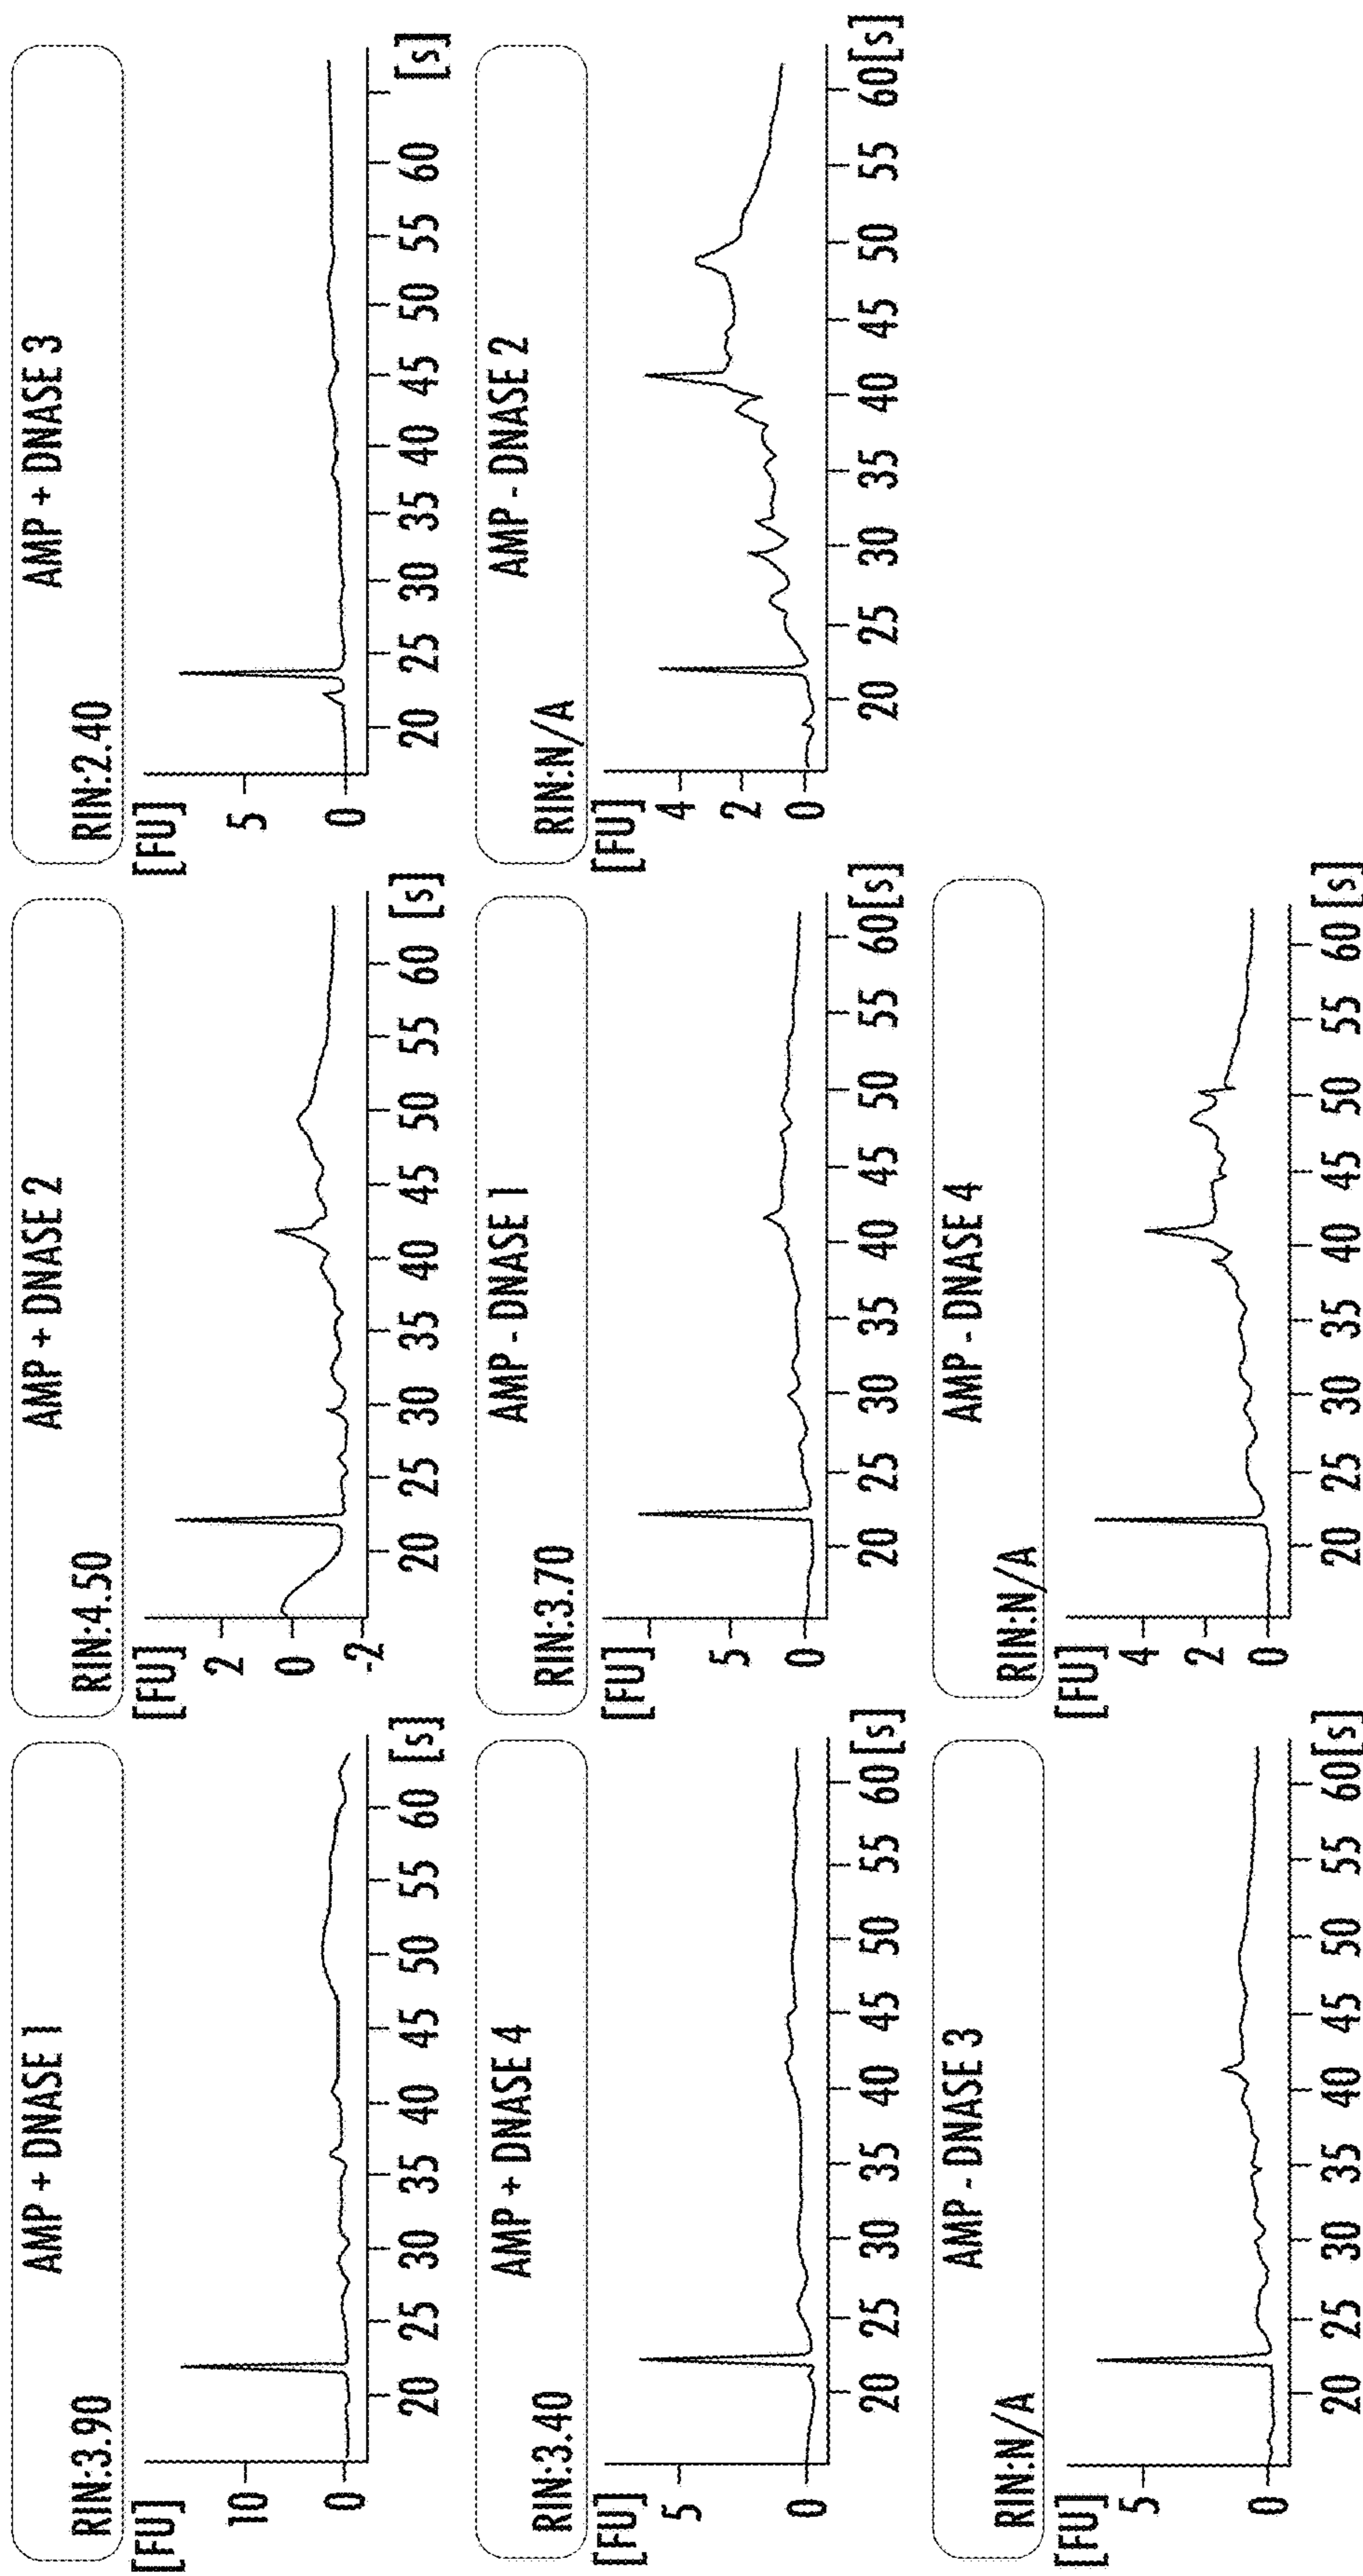 AMP + DNASE 1
RIN:3.90
[FU]
10
0
20 25 30 35 40 45 50 55 60 [s]
AMP + DNASE 2
RIN:4.50
[FU]
2
0
-2
20 25 30 35 40 45 50 55 60 [s]
AMP + DNASE 3
RIN:2.40
[FU]
5
0
20 25 30 35 40 45 50 55 60 [s]
AMP + DNASE 4
RIN:3.40
[FU]
5
0
20 25 30 35 40 45 50 55 60[s]
AMP - DNASE 1
RIN:3.70
[FU]
5
0
20 25 30 35 40 45 50 55 60[s]
AMP - DNASE 2
RIN:N/A
[FU]
4
2
0
20 25 30 35 40 45 50 55 60[s]
AMP - DNASE 3
RIN:N/A
[FU]
5
0
20 25 30 35 40 45 50 55 60[s]
AMP - DNASE 4
RIN:N/A
[FU]
4
2
0
20 25 30 35 40 45 50 55 60 [s]